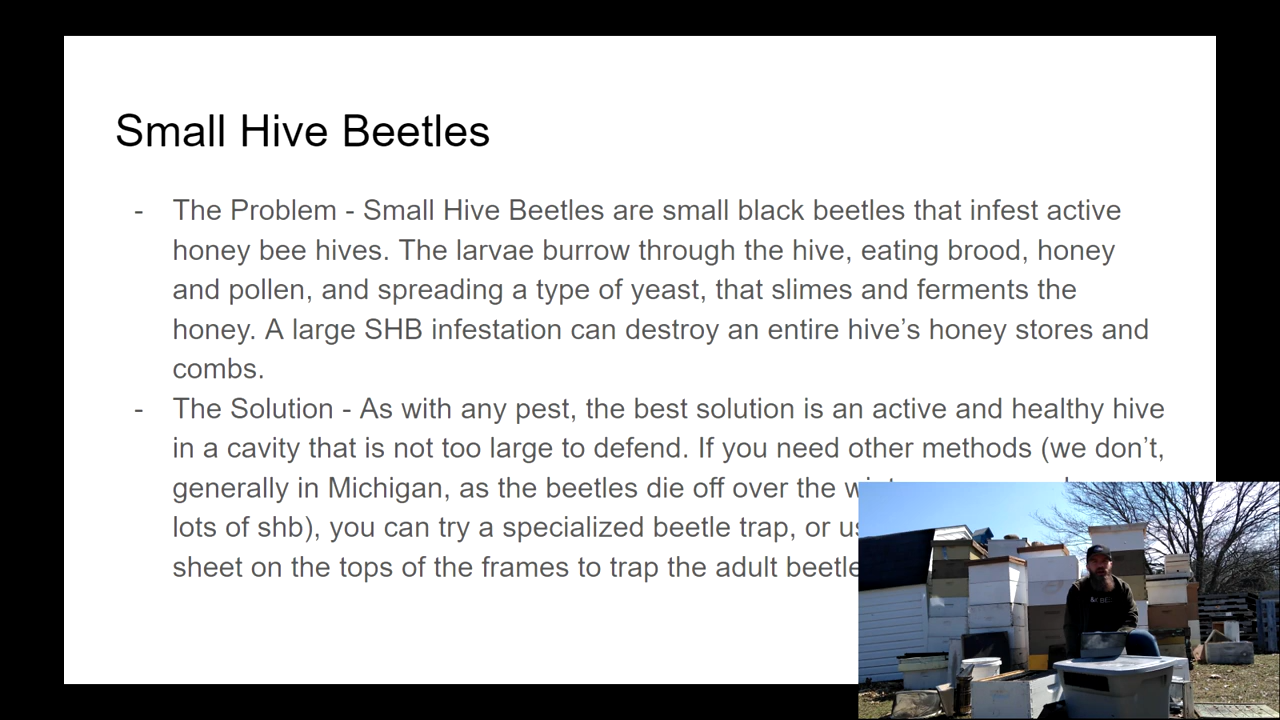 Small Hive Beetles
- The Problem - Small Hive Beetles are small black beetles that infest active
honey bee hives. The larvae burrow through the hive, eating brood, honey
and pollen, and spreading a type of yeast, that slimes and ferments the
honey. A large SHB infestation can destroy an entire hive’s honey stores and
combs.
- The Solution - As with any pest, the best solution is an active and healthy hive
in a cavity that is not too large to defend. If you need other methods (we don’t,
generally in Michigan, as the beetles die off over the
lots of shb), you can try a specialized beetle trap, or
sheet on the tops of the frames to trap the adult